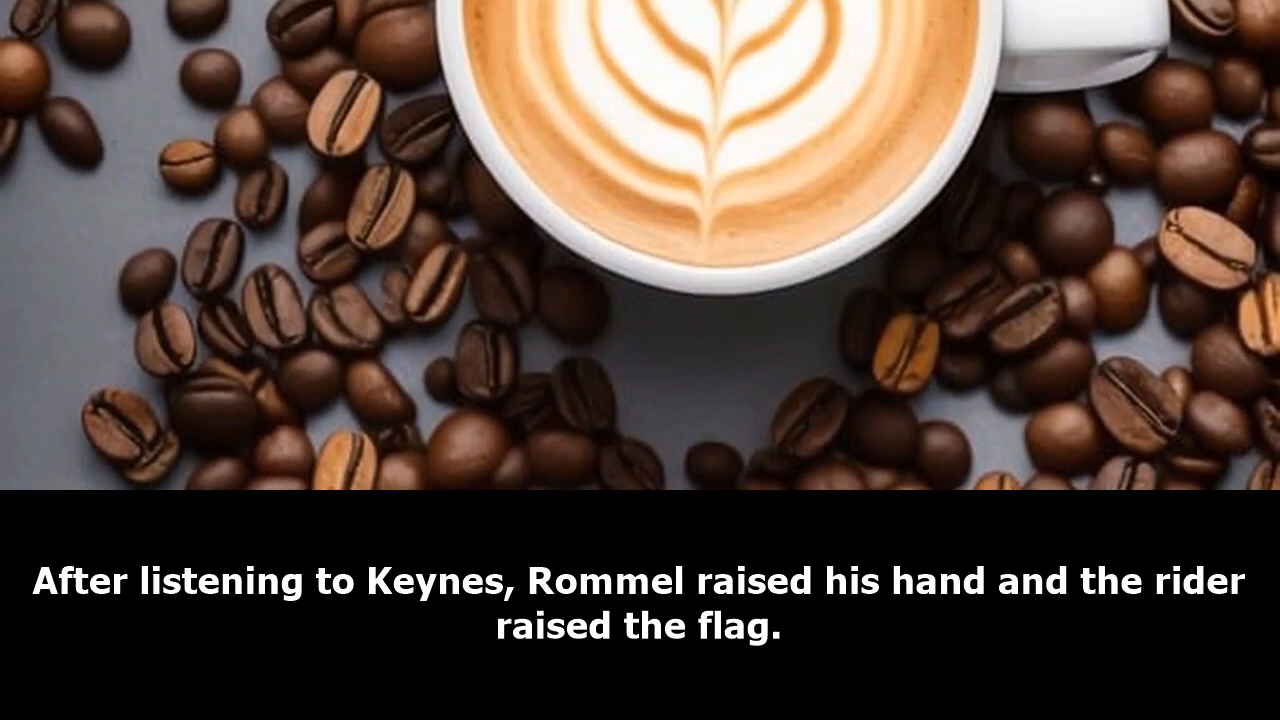 After listening to Keynes, Rommel raised his hand and the rider
raised the flag.